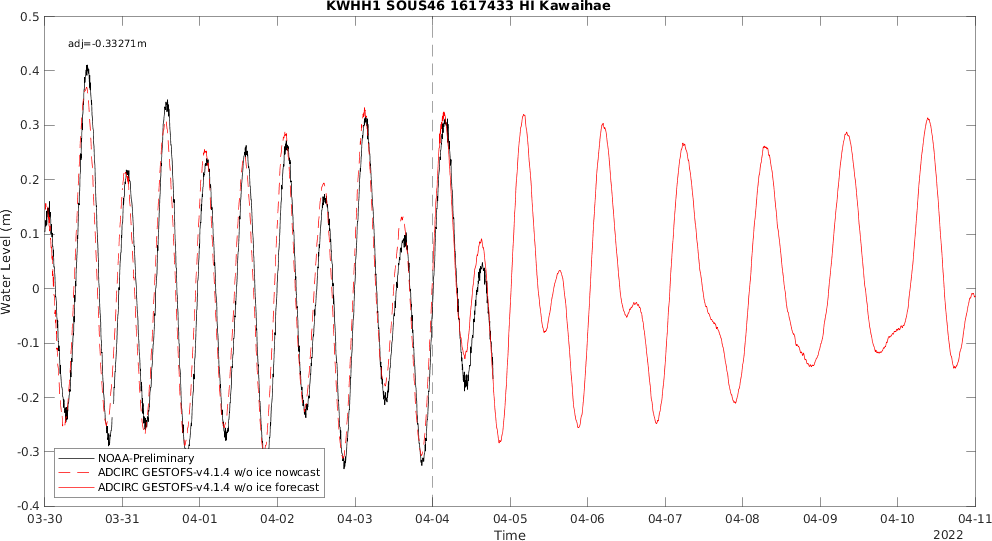 KWHH1 SOUS46 1617433 HI Kawaihae
adj=-0.33271m
0.5
0.4
0.3
0.2
0.1
0
-0.1
-0.2
-0.3
-0.4
Water Level (m)
NOAA-Preliminary
ADCIRC GESTOFS-v4.1.4 w/o ice nowcast
ADCIRC GESTOFS-v4.1.4 w/o ice forecast
03-30 03-31 04-01 04-02 04-03 04-04 04-05 04-06 04-07 04-08 04-09 04-10 04-11
Time
2022